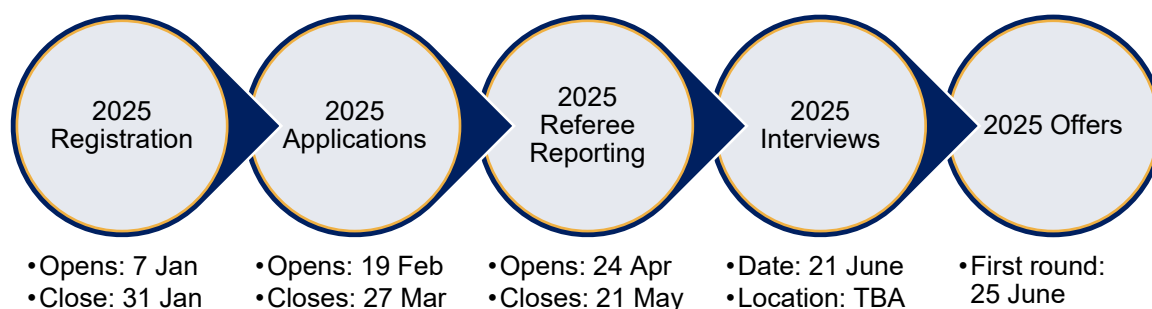 2025
Registration
2025
Applications
2025
Referee
Reporting
2025
Interviews
2025 Offers
•Opens: 7 Jan
•Close: 31 Jan
•Opens: 19 Feb
•Closes: 27 Mar
•Opens: 24 Apr
•Closes: 21 May
•Date: 21 June
•Location: TBA
•First round:
25 June